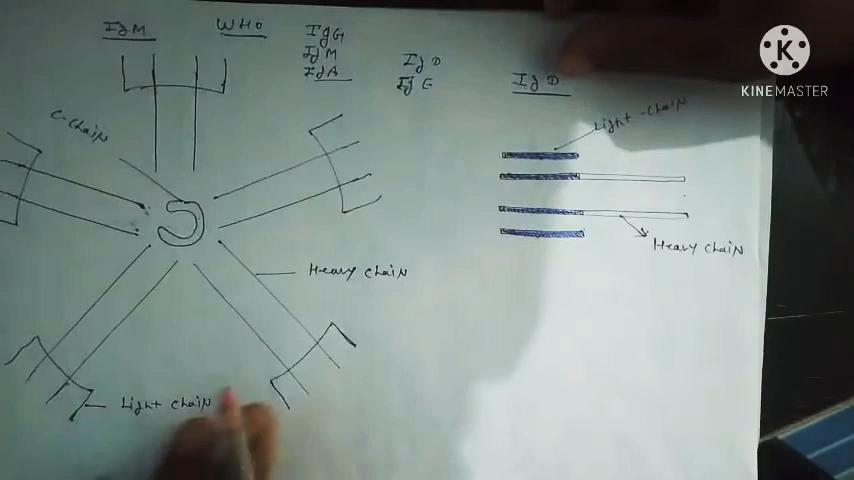 IgM
WHO
IgG
IgM
IgA
IgD
IgE
IgD
K
KINEMASTER
C-chain
Light-chain
Heavy chain
Heavy chain
Light chain